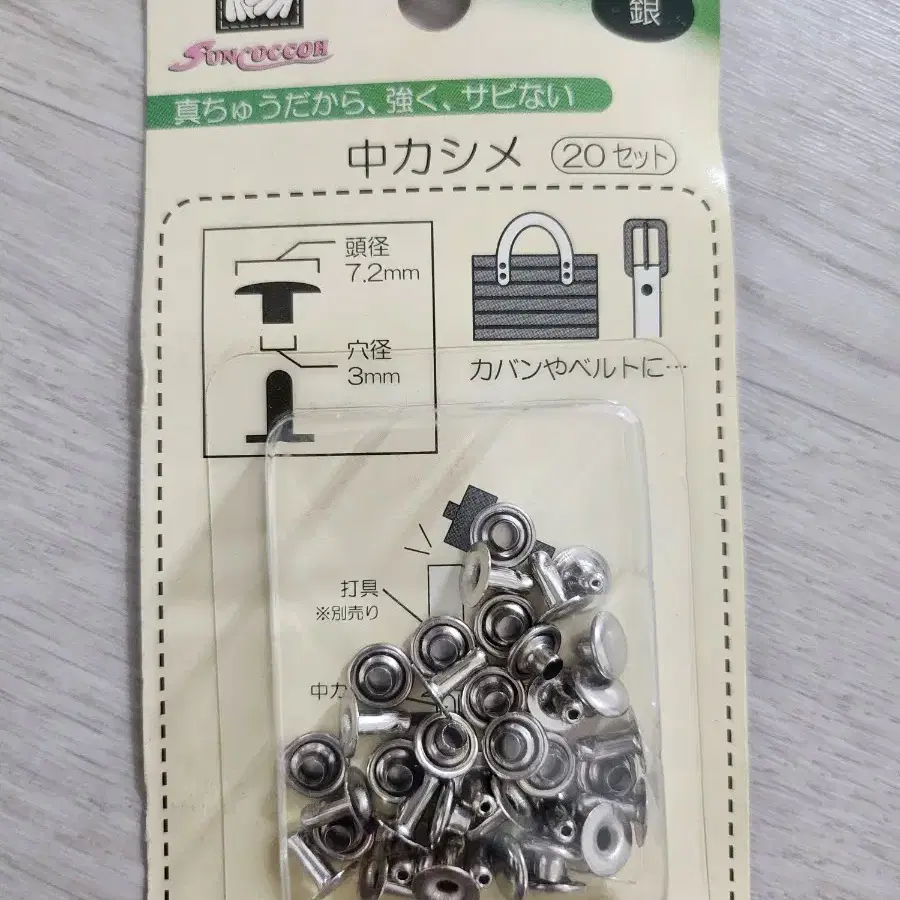 銀
SUNCOCCOH
真ちゅうだから、強く、サビない
中カシメ 20セット
頭径
7.2mm
穴径
3mm
カバンやベルトに…
打具
※別売り
中カ